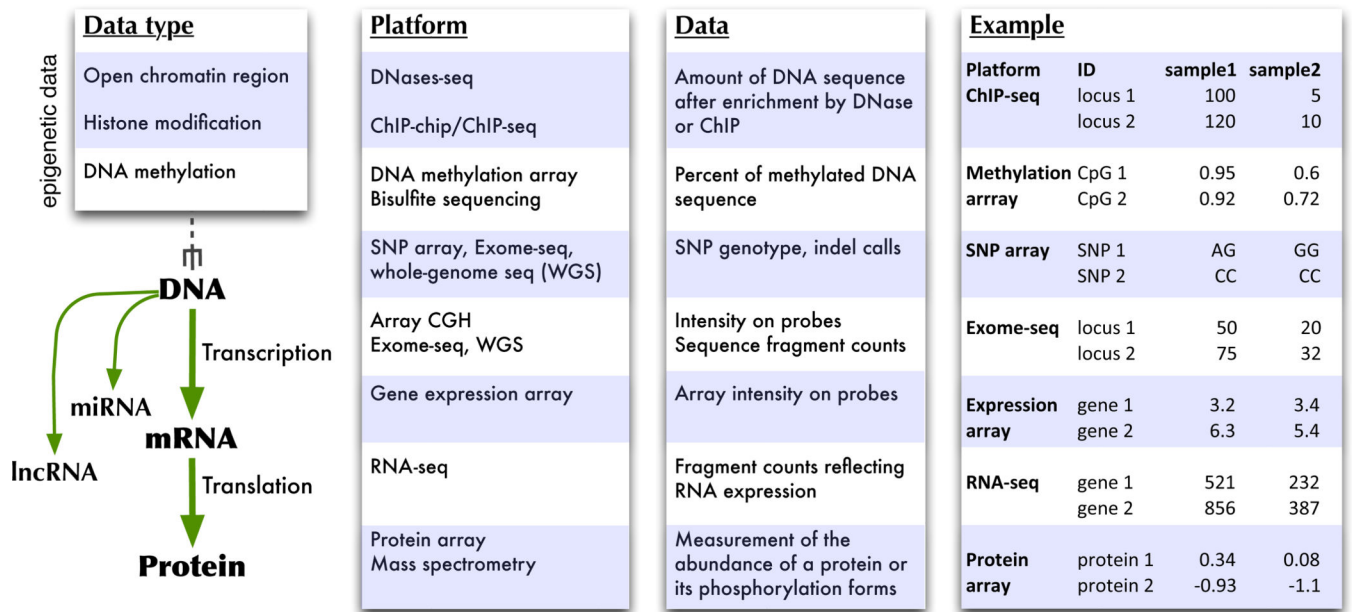 epigenetic data
Data type
Open chromatin region
Histone modification
DNA methylation
DNA
Transcription
miRNA
mRNA
lncRNA
Translation
Protein
Platform
DNases-seq
ChIP-chip/ChIP-seq
DNA methylation array
Bisulfite sequencing
SNP array, Exome-seq,
whole-genome seq (WGS)
Array CGH
Exome-seq, WGS
Gene expression array
RNA-seq
Protein array
Mass spectrometry
Data
Amount of DNA sequence
after enrichment by DNase
or ChIP
Percent of methylated DNA
sequence
SNP genotype, indel calls
Intensity on probes
Sequence fragment counts
Array intensity on probes
Fragment counts reflecting
RNA expression
Measurement of the
abundance of a protein or
its phosphorylation forms
Example
Platform ID sample1 sample2
ChIP-seq locus 1 100 5
locus 2 120 10
Methylation CpG 1 0.95 0.6
arrray CpG 2 0.92 0.72
SNP array SNP 1 AG GG
SNP 2 CC CC
Exome-seq locus 1 50 20
locus 2 75 32
Expression gene 1 3.2 3.4
array gene 2 6.3 5.4
RNA-seq gene 1 521 232
gene 2 856 387
Protein protein 1 0.34 0.08
array protein 2 -0.93 -1.1